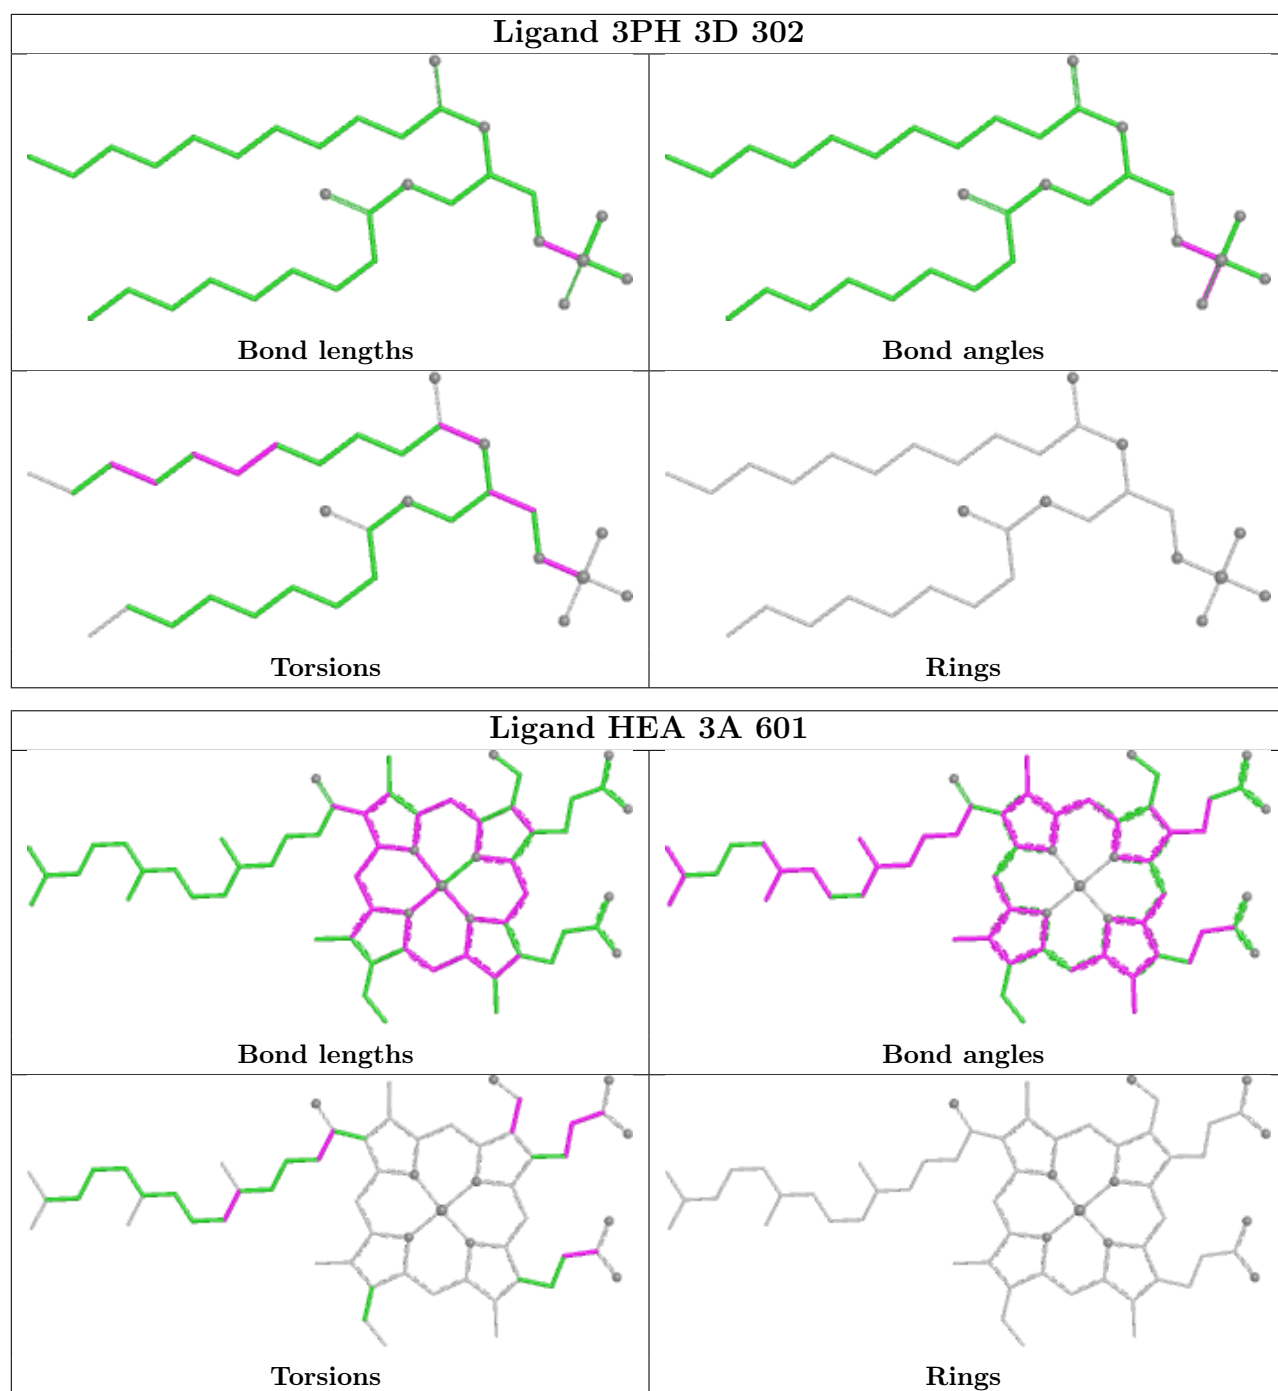 Ligand 3PH 3D 302
Bond lengths
Bond angles
Torsions
Rings
Ligand HEA 3A 601
Bond lengths
Bond angles
Torsions
Rings